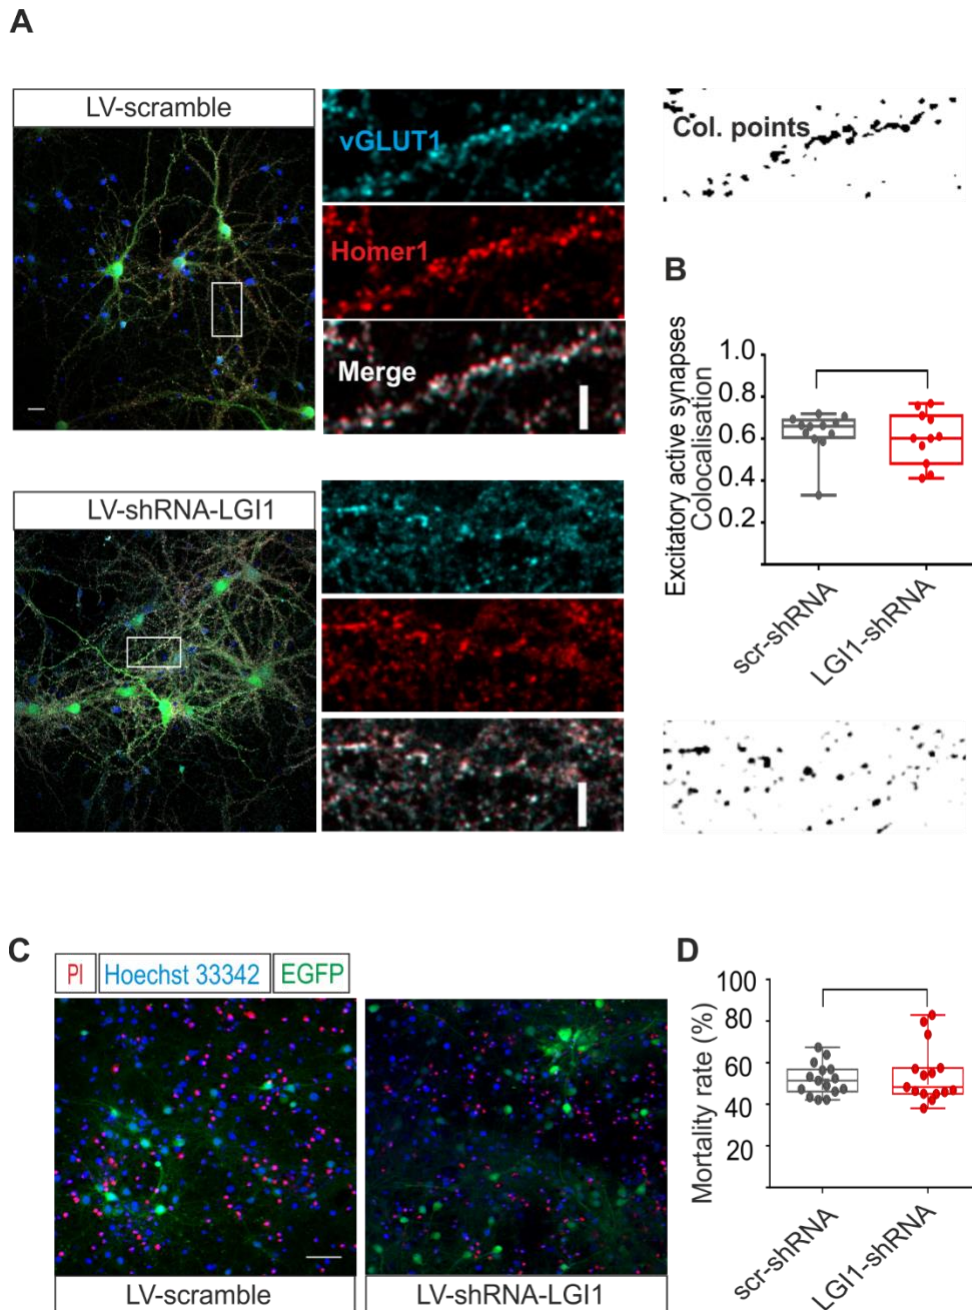 A
LV-scramble
vGLUT1
Homer1
Merge
Col. points
B
Excitatory active synapses
Colocalisation
1.0
0.8
0.6
0.4
0.2
scr-shRNA
LGI1-shRNA
LV-shRNA-LGI1
C
PI
Hoechst 33342
EGFP
LV-scramble
LV-shRNA-LGI1
D
Mortality rate (%)
100
80
60
40
20
scr-shRNA
LGI1-shRNA